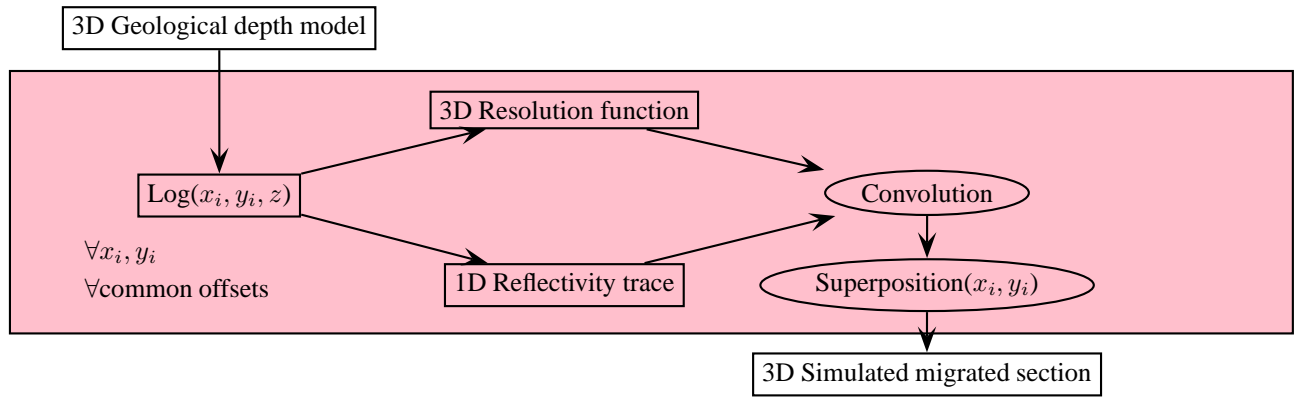 3D Geological depth model
3D Resolution function
Log(x_i, y_i, z)
Convolution
∀x_i, y_i
∀common offsets
1D Reflectivity trace
Superposition(x_i, y_i)
3D Simulated migrated section